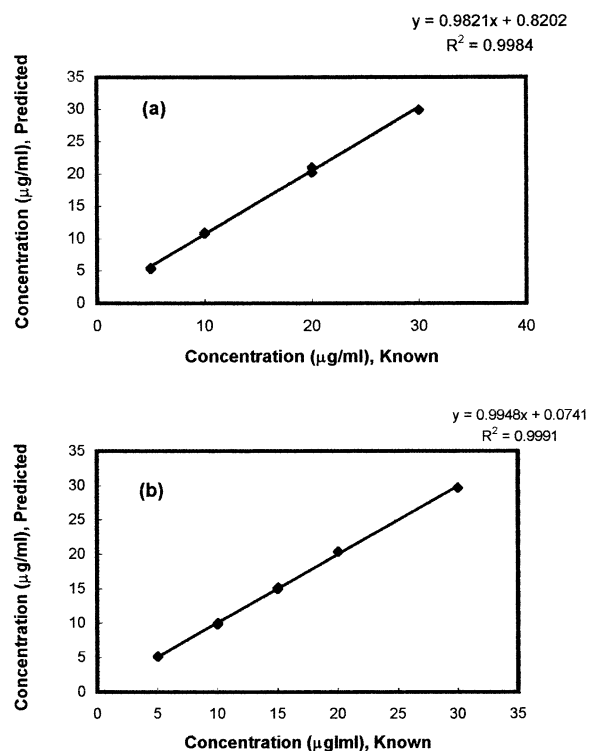 y = 0.9821x + 0.8202
R² = 0.9984
35
30
25
20
15
10
5
0
(a)
Concentration (μg/ml), Predicted
0 10 20 30 40
Concentration (μg/ml), Known
y = 0.9948x + 0.0741
R² = 0.9991
35
30
25
20
15
10
5
0
(b)
Concentration (μg/ml), Predicted
0 5 10 15 20 25 30 35
Concentration (μglml), Known